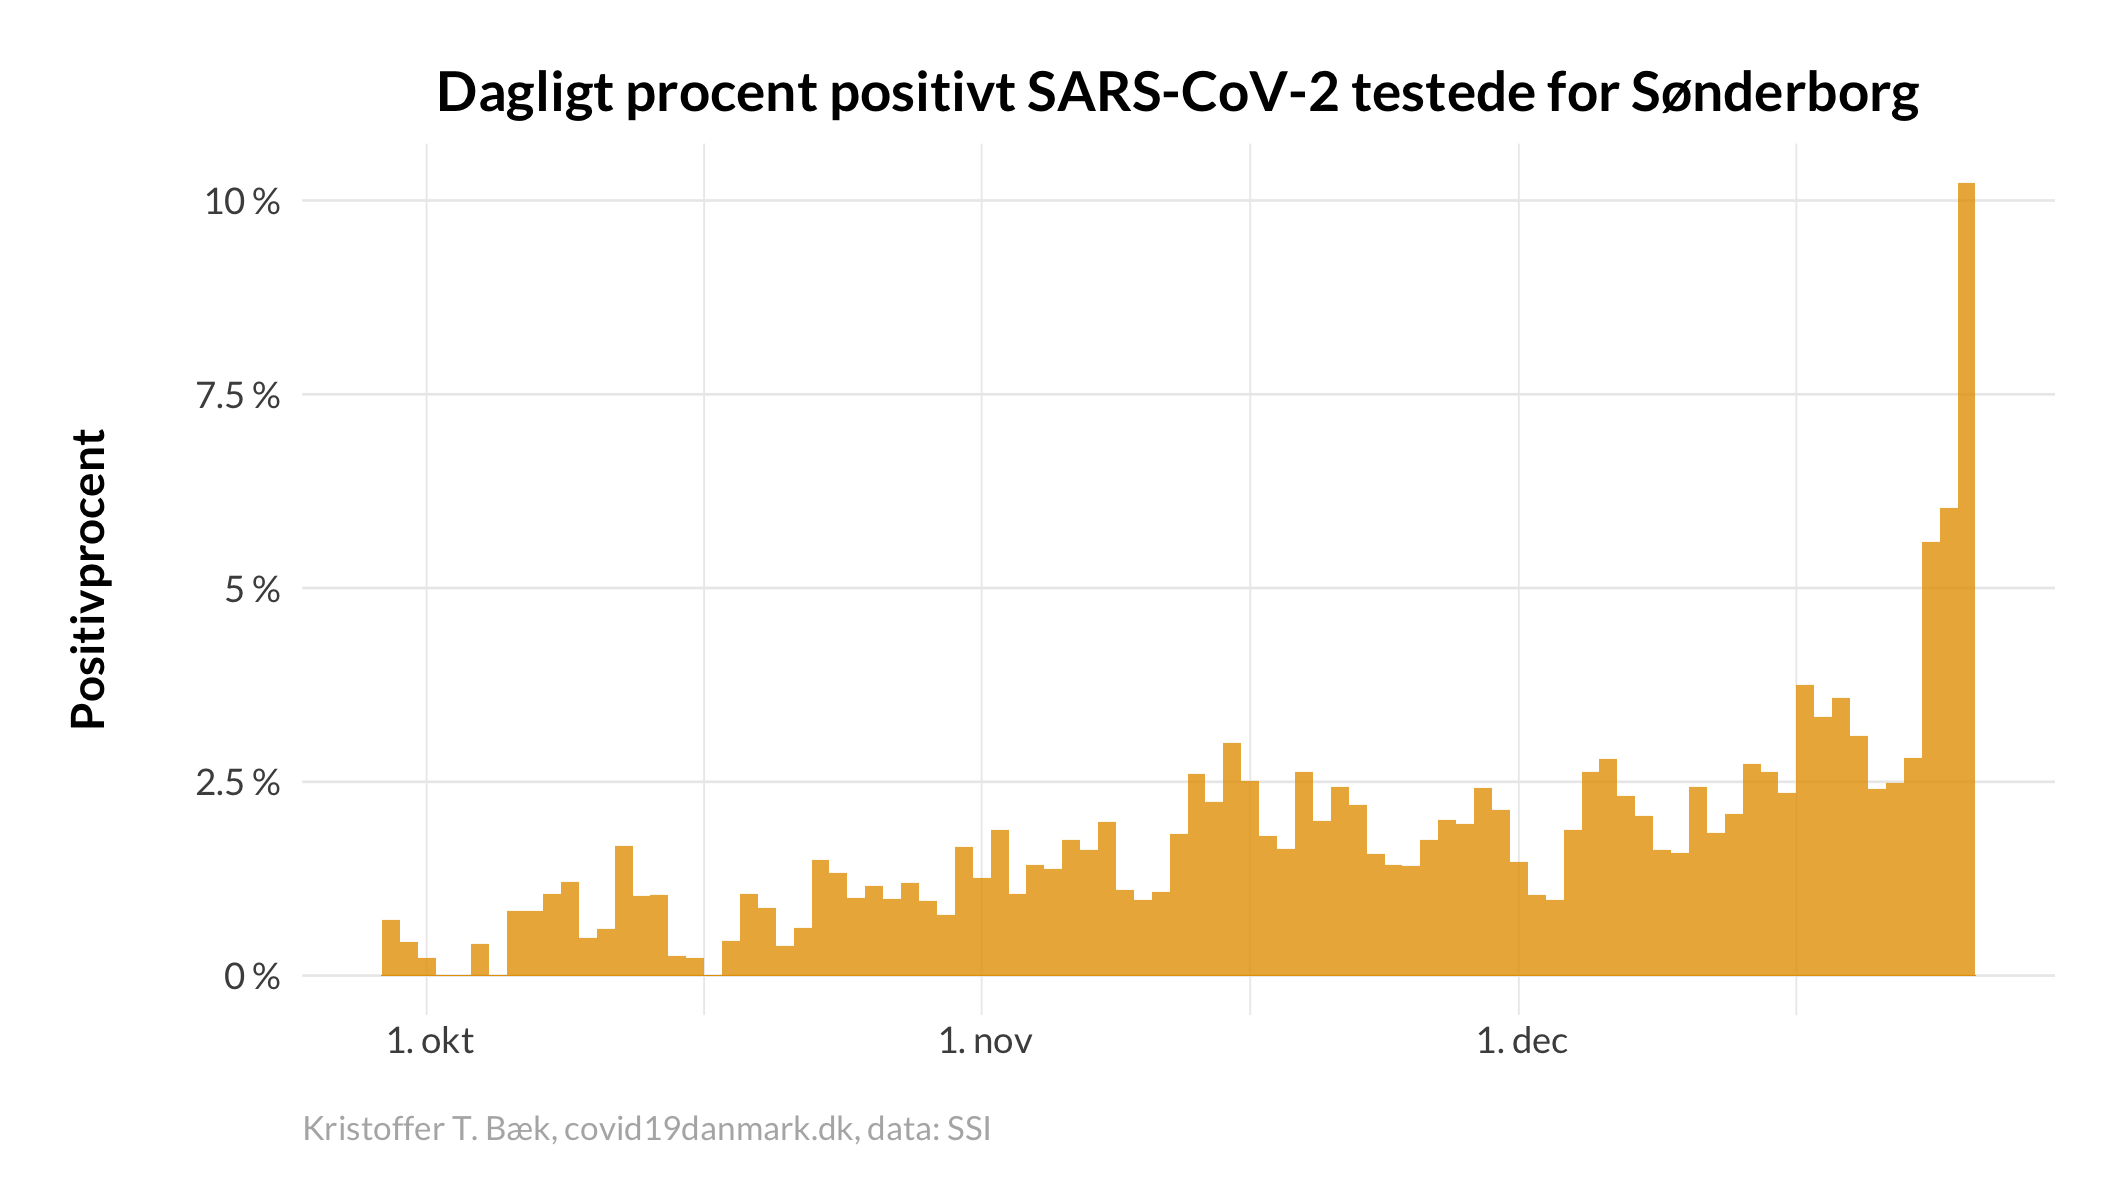 Dagligt procent positivt SARS-CoV-2 testede for Sønderborg
Positivprocent
10 %
7.5 %
5 %
2.5 %
0 %
1. okt
1. nov
1. dec
Kristoffer T. Bæk, covid19danmark.dk, data: SSI